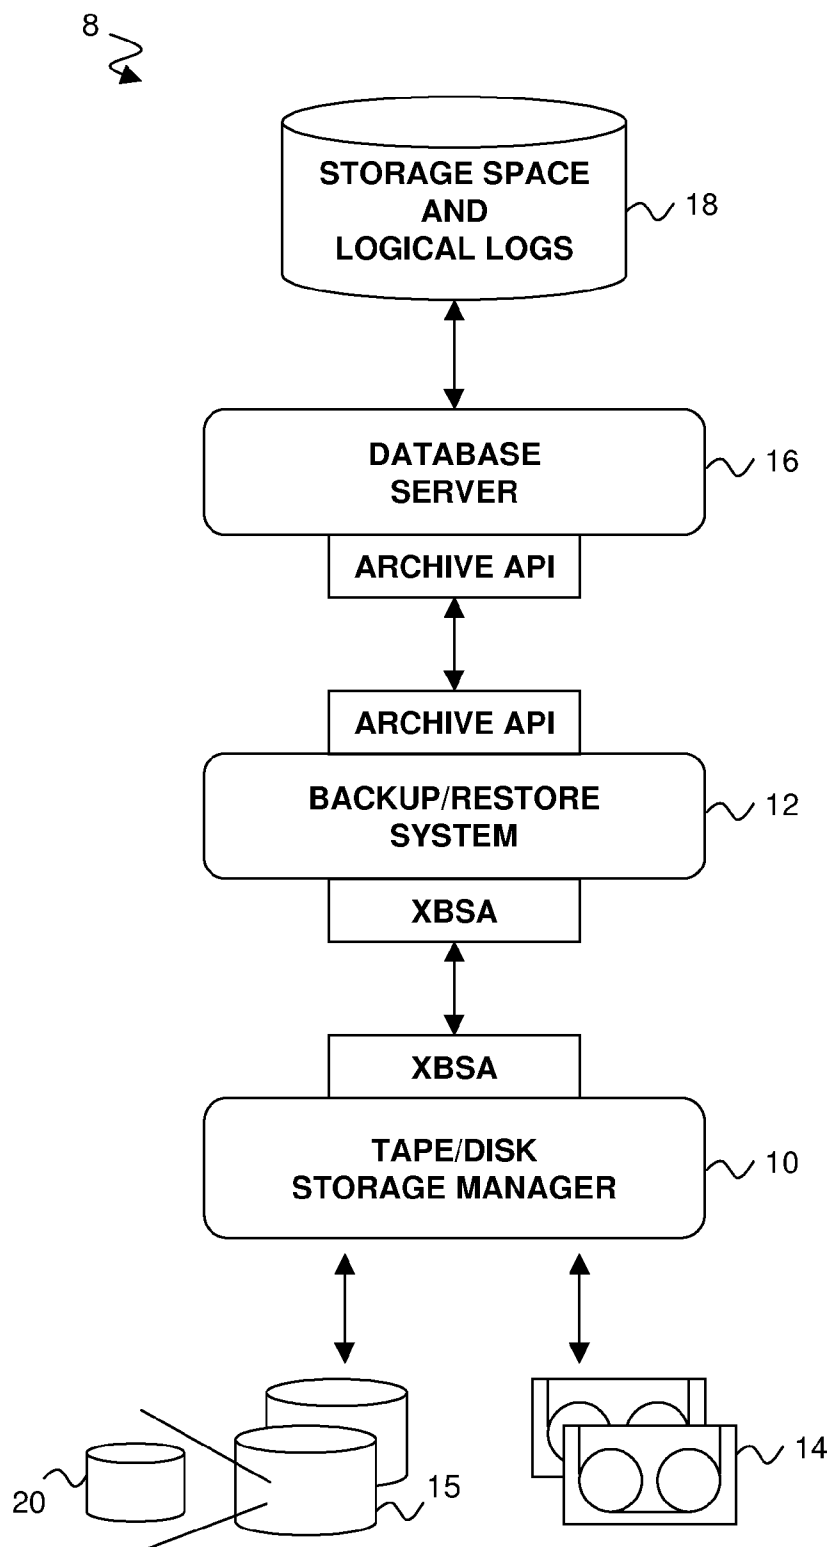 8
STORAGE SPACE
AND
LOGICAL LOGS
18
DATABASE
SERVER
16
ARCHIVE API
ARCHIVE API
BACKUP/RESTORE
SYSTEM
12
XBSA
XBSA
TAPE/DISK
STORAGE MANAGER
10
20
15
14